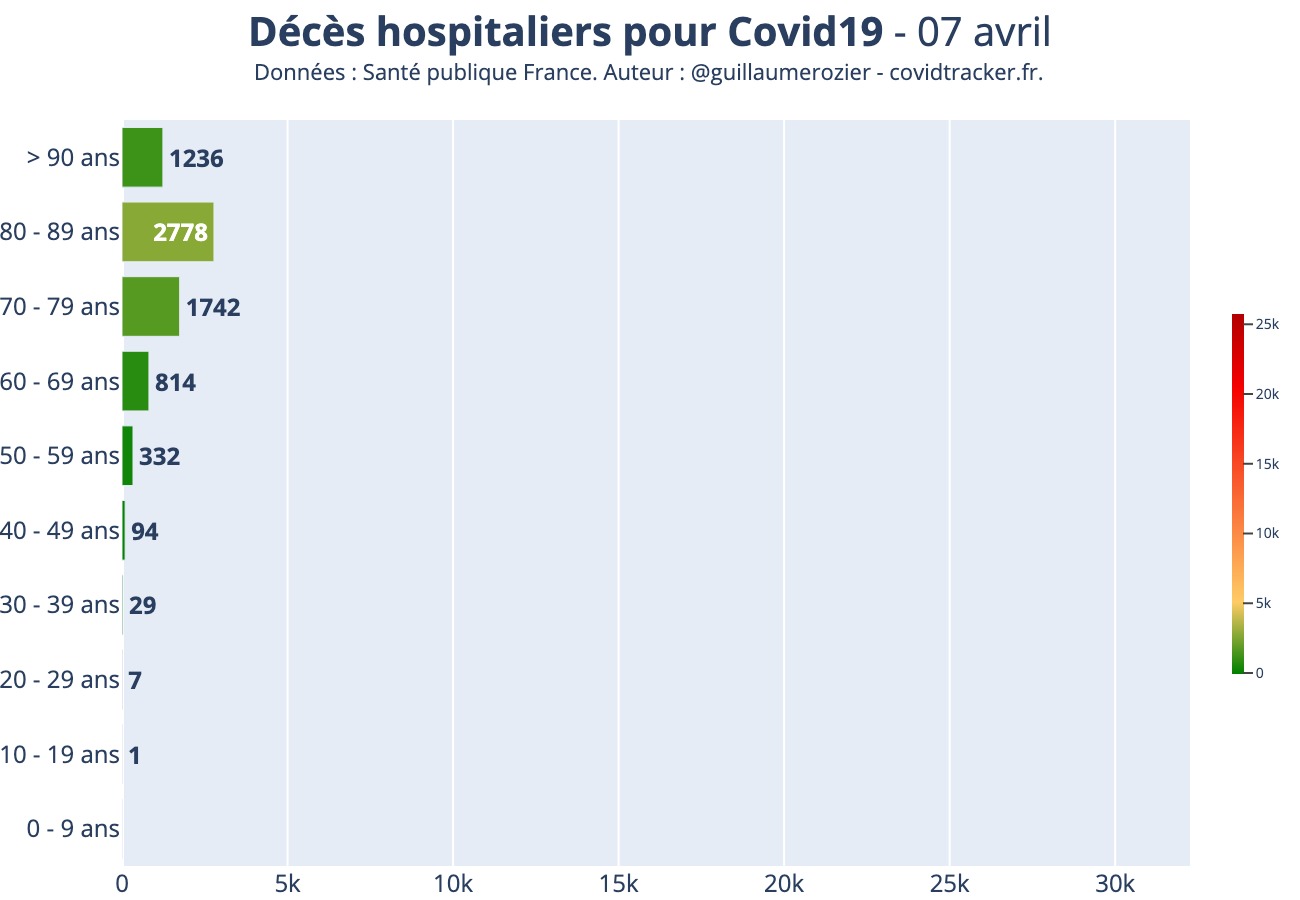 Décès hospitaliers pour Covid19 - 07 avril
Données : Santé publique France. Auteur : @guillaumerozier - covidtracker.fr.
> 90 ans 1236
80 - 89 ans 2778
70 - 79 ans 1742
60 - 69 ans 814
50 - 59 ans 332
40 - 49 ans 94
30 - 39 ans 29
20 - 29 ans 7
10 - 19 ans 1
0 - 9 ans
0 5k 10k 15k 20k 25k 30k
25k
20k
15k
10k
5k
0